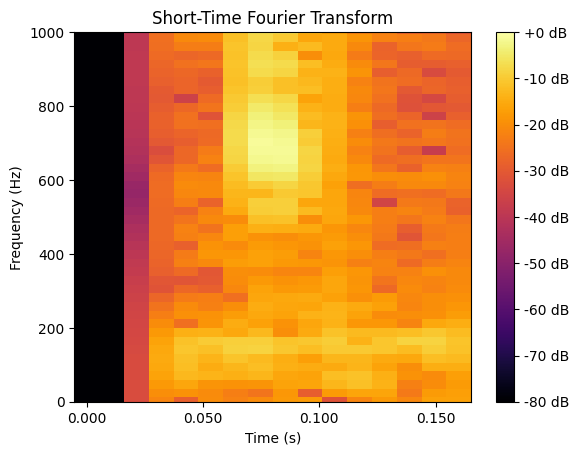 Short-Time Fourier Transform
1000
800
600
400
200
0
Frequency (Hz)
0.000
0.050
0.100
0.150
Time (s)
+0 dB
-10 dB
-20 dB
-30 dB
-40 dB
-50 dB
-60 dB
-70 dB
-80 dB